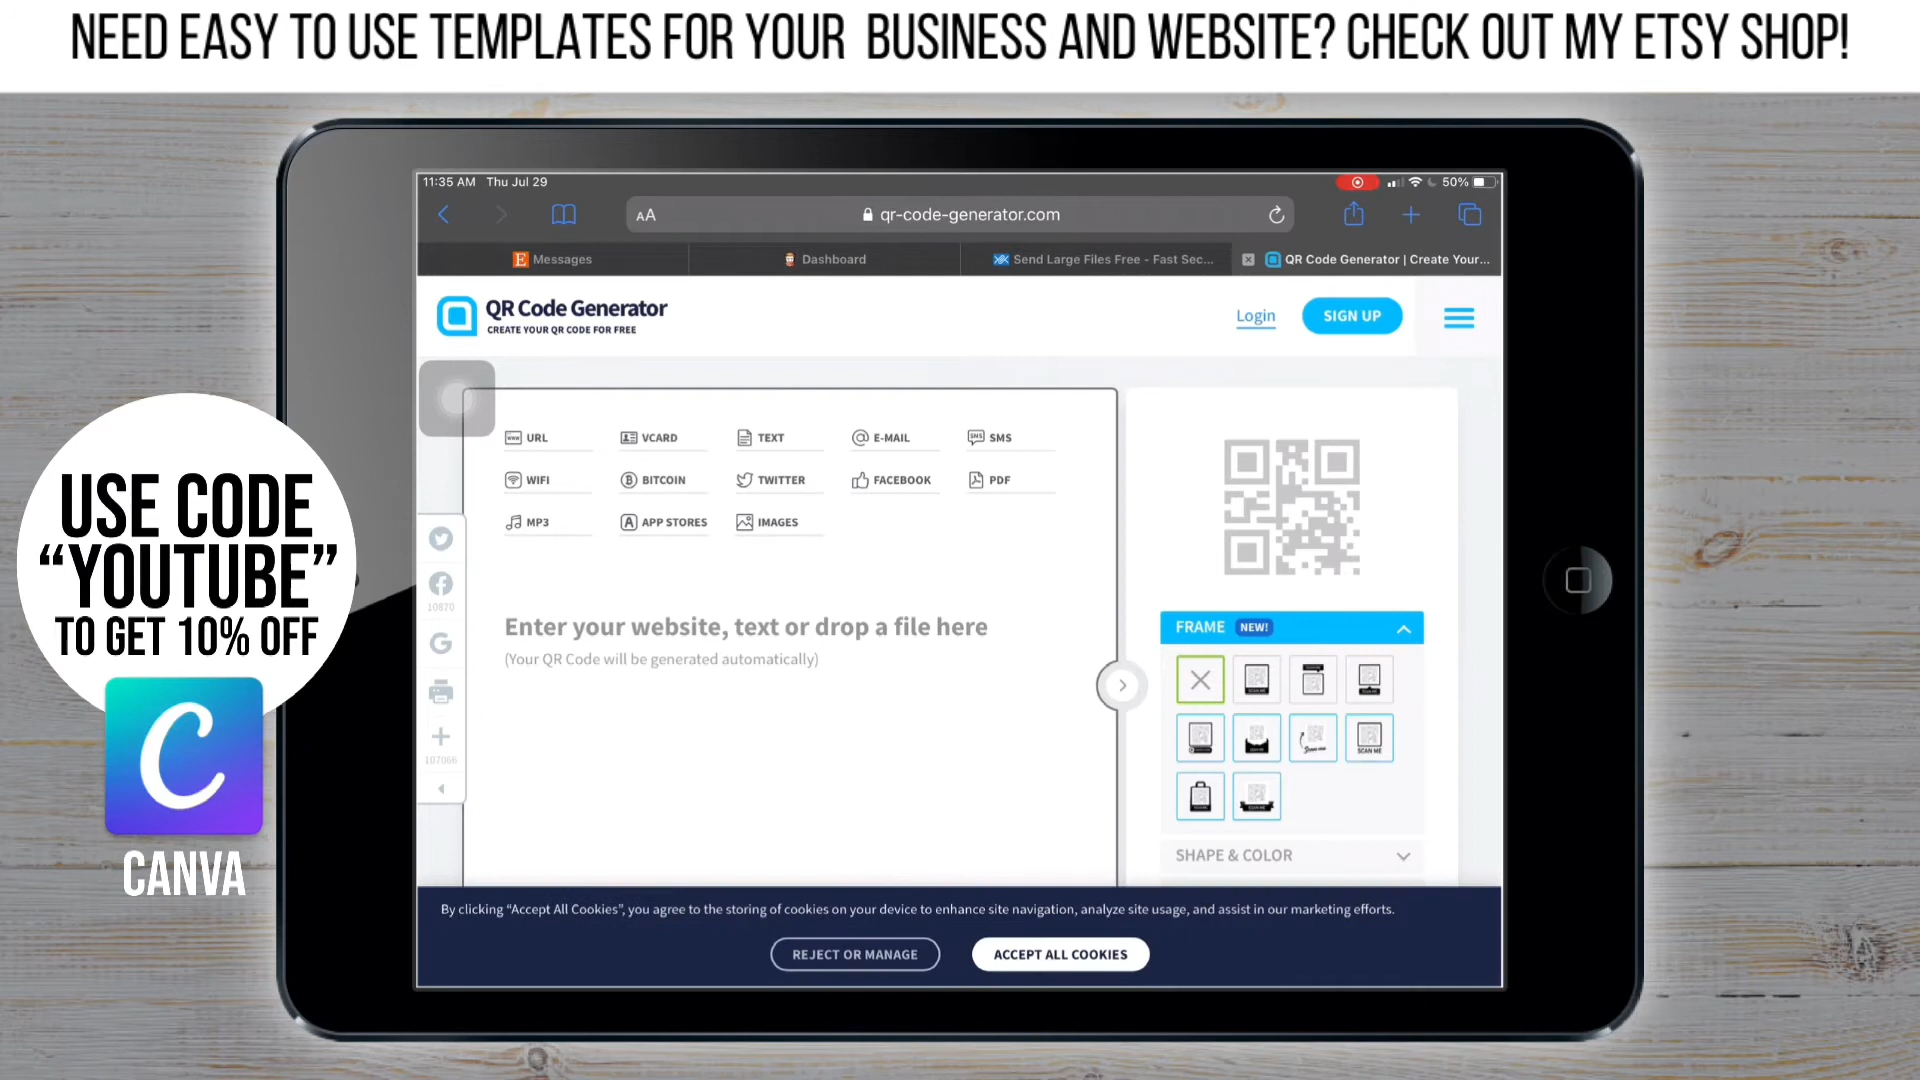 NEED EASY TO USE TEMPLATES FOR YOUR BUSINESS AND WEBSITE? CHECK OUT MY ETSY SHOP!
11:35 AM Thu Jul 29
50%
AA
qr-code-generator.com
Messages
Dashboard
Send Large Files Free - Fast Sec...
QR Code Generator | Create Your...
QR Code Generator
CREATE YOUR QR CODE FOR FREE
Login
SIGN UP
URL
VCARD
TEXT
E-MAIL
SMS
WIFI
BITCOIN
TWITTER
FACEBOOK
PDF
MP3
APP STORES
IMAGES
10870
107066
Enter your website, text or drop a file here
(Your QR Code will be generated automatically)
FRAME NEW!
SCAN ME
SHAPE & COLOR
By clicking “Accept All Cookies”, you agree to the storing of cookies on your device to enhance site navigation, analyze site usage, and assist in our marketing efforts.
REJECT OR MANAGE
ACCEPT ALL COOKIES
USE CODE
“YOUTUBE”
TO GET 10% OFF
C
CANVA